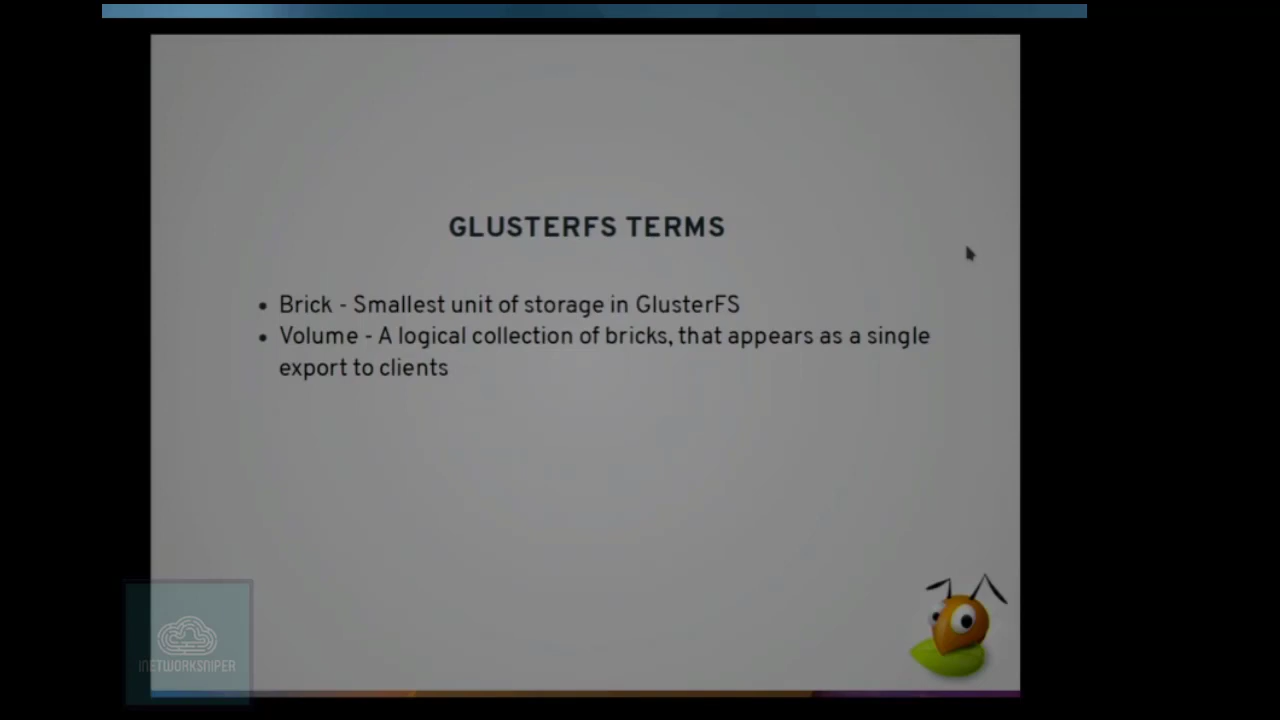 GLUSTERFS TERMS
• Brick - Smallest unit of storage in GlusterFS
• Volume - A logical collection of bricks, that appears as a single
export to clients
INETWORKSNIPER